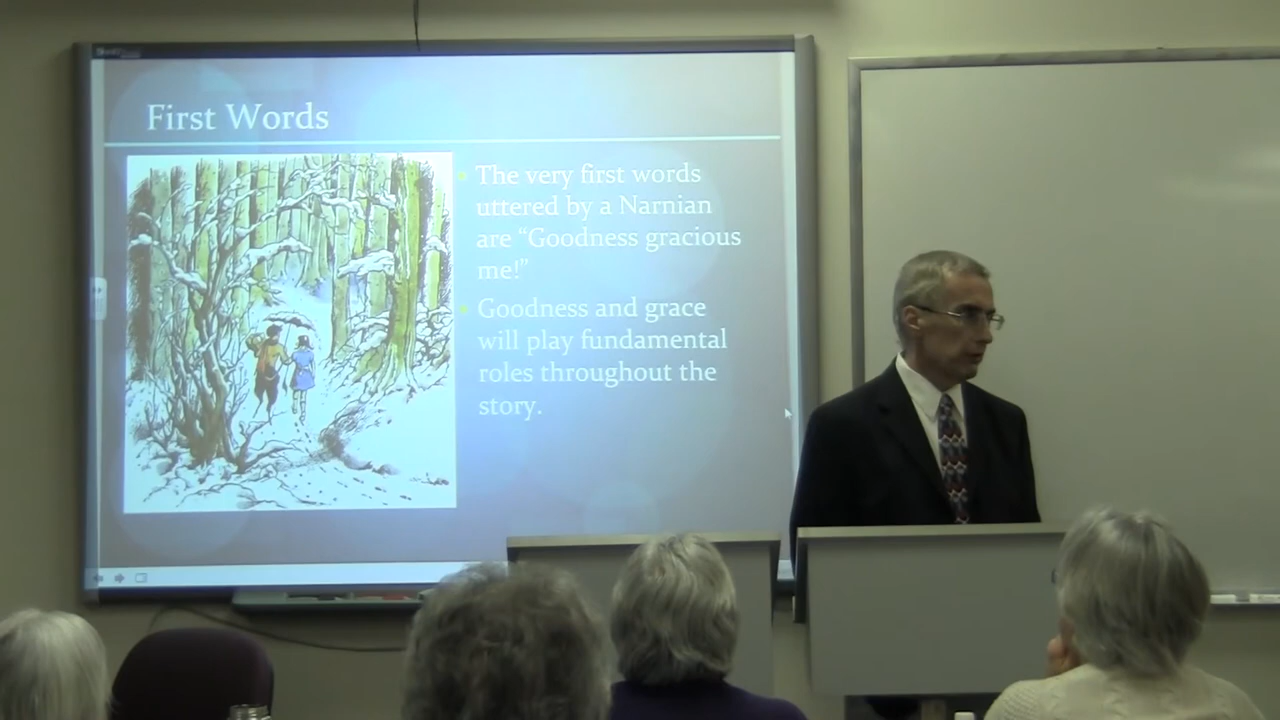 First Words
The very first words
uttered by a Narnian
are “Goodness gracious
me!”
Goodness and grace
will play fundamental
roles throughout the
story.